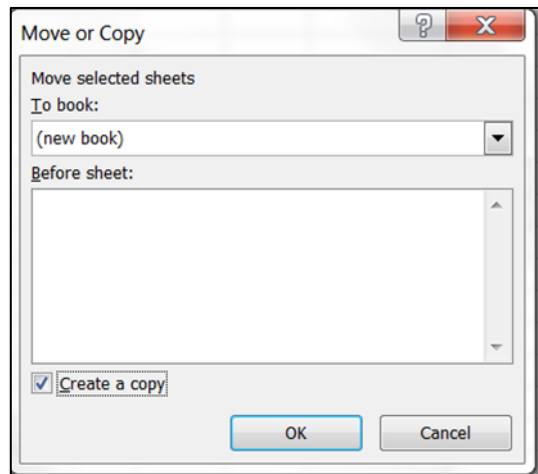 Move or Copy
Move selected sheets
To book:
(new book)
Before sheet:
Create a copy
OK Cancel